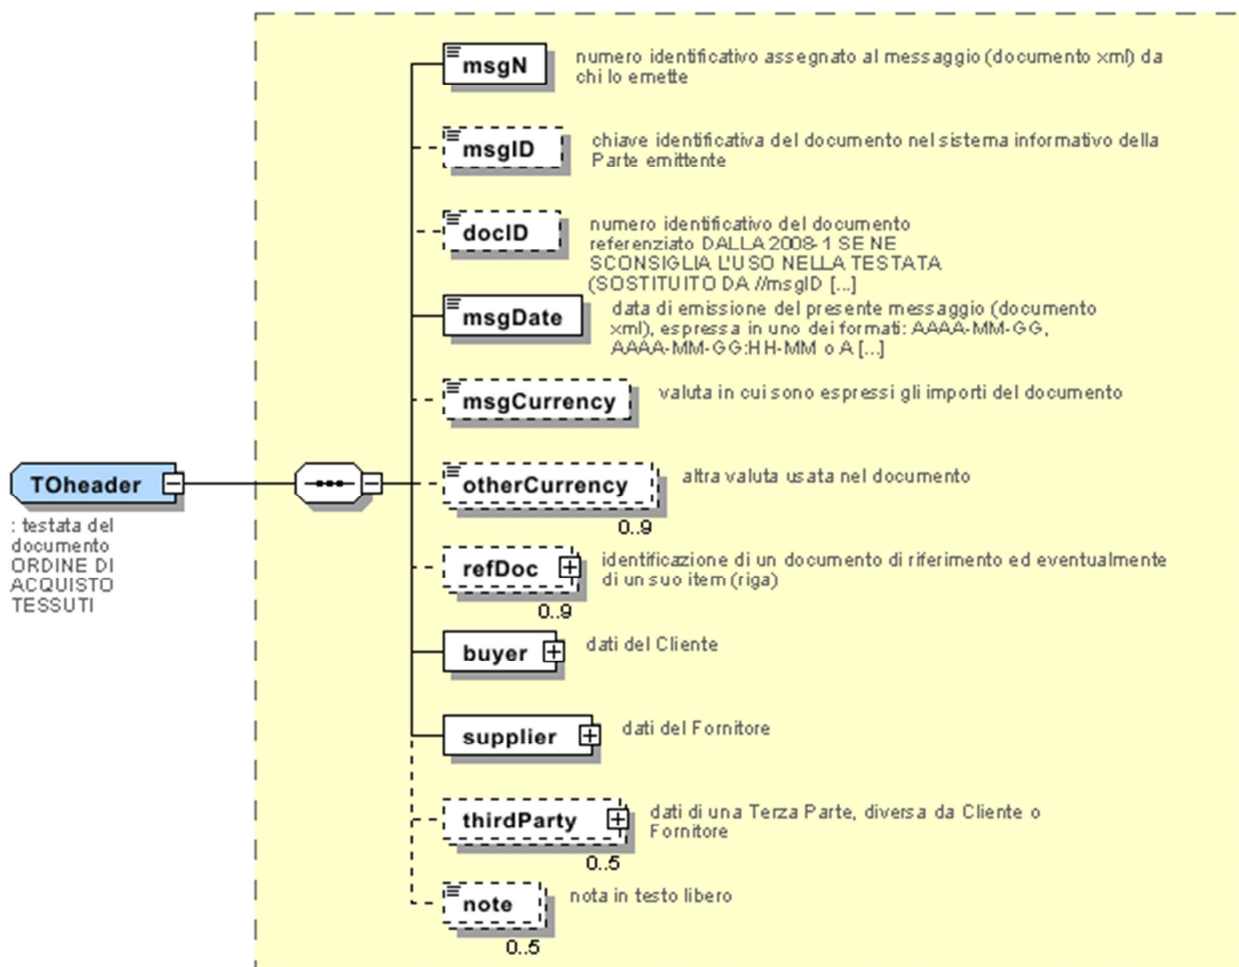 msgN
numero identificativo assegnato al messaggio (documento xml) da
chi lo emette
msgID
chiave identificativa del documento nel sistema informativo della
Parte emittente
docID
numero identificativo del documento
referenziato DALLA 2008-1 SE NE
SCONSIGLIA L'USO NELLA TESTATA
(SOSTITUITO DA //msgID [...]
msgDate
data di emissione del presente messaggio (documento
xml), espressa in uno dei formati: AAAA-MM-GG,
AAAA-MM-GG:HH-MM o A [...]
msgCurrency
valuta in cui sono espressi gli importi del documento
TOheader
: testata del
documento
ORDINE DI
ACQUISTO
TESSUTI
otherCurrency
altra valuta usata nel documento
0..9
refDoc
identificazione di un documento di riferimento ed eventualmente
di un suo item (riga)
0..9
buyer
dati del Cliente
supplier
dati del Fornitore
thirdParty
dati di una Terza Parte, diversa da Cliente o
Fornitore
0..5
note
nota in testo libero
0..5